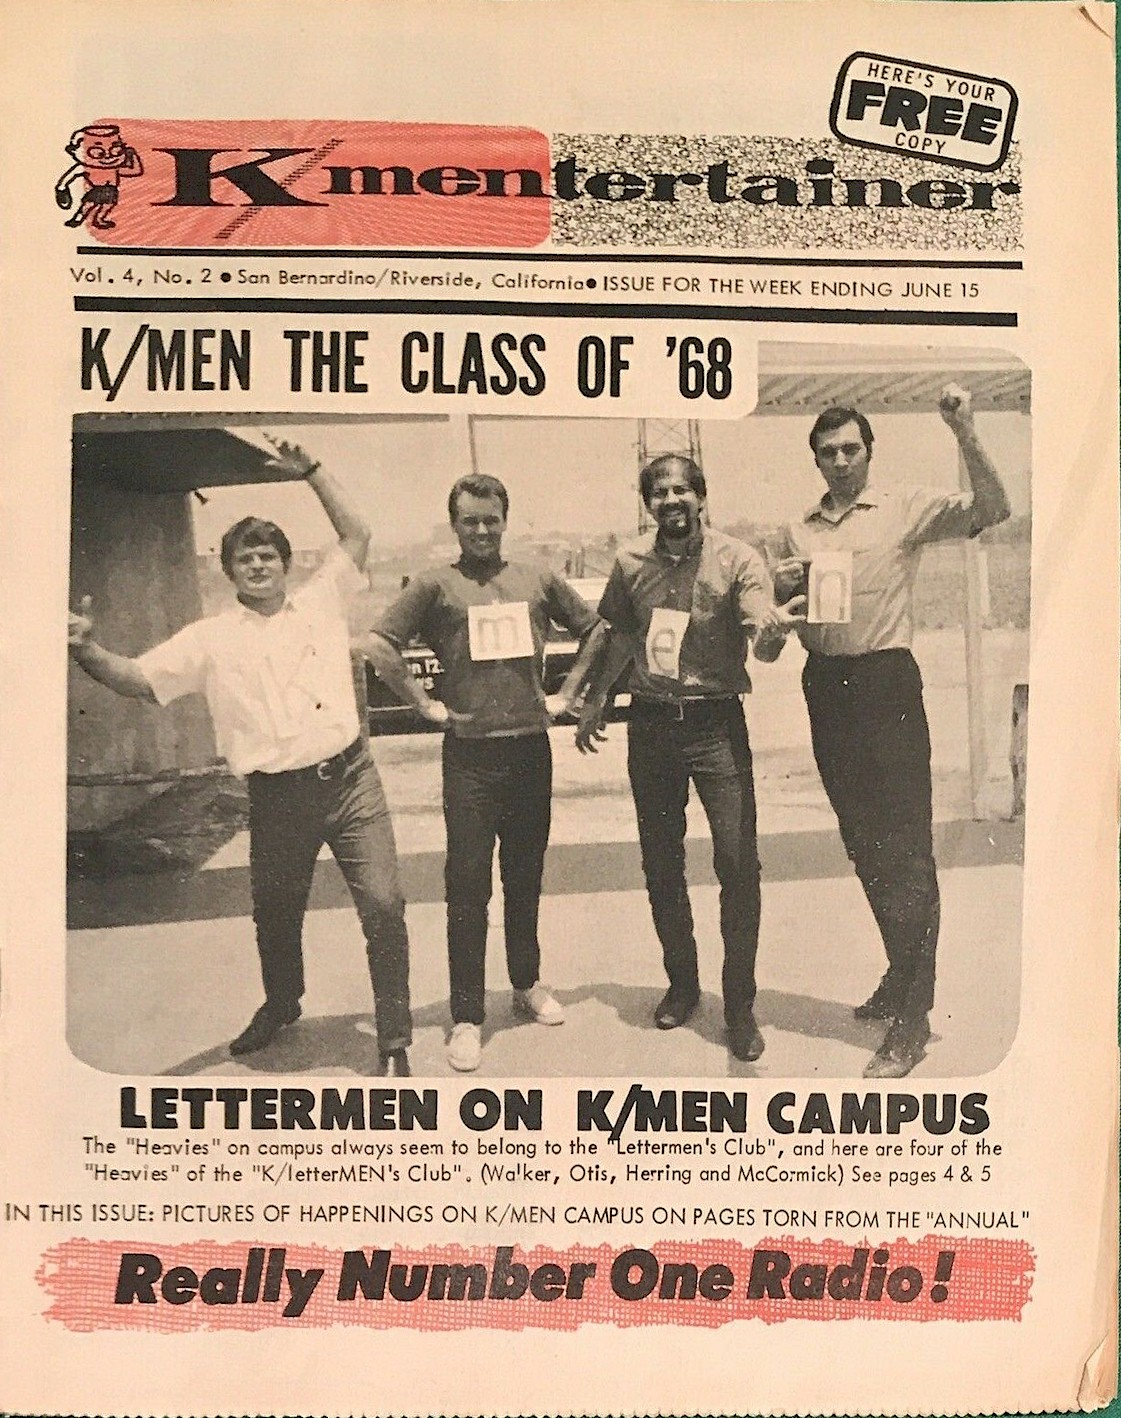 HERE'S YOUR
FREE
COPY
K/mentertainer
Vol. 4, No. 2 ● San Bernardino/Riverside, California● ISSUE FOR THE WEEK ENDING JUNE 15
K/MEN THE CLASS OF '68
K m e n
LETTERMEN ON K/MEN CAMPUS
The "Heavies" on campus always seem to belong to the "Lettermen's Club", and here are four of the
"Heavies" of the "K/letterMEN's Club". (Walker, Otis, Herring and McCormick) See pages 4 & 5
IN THIS ISSUE: PICTURES OF HAPPENINGS ON K/MEN CAMPUS ON PAGES TORN FROM THE "ANNUAL"
Really Number One Radio!